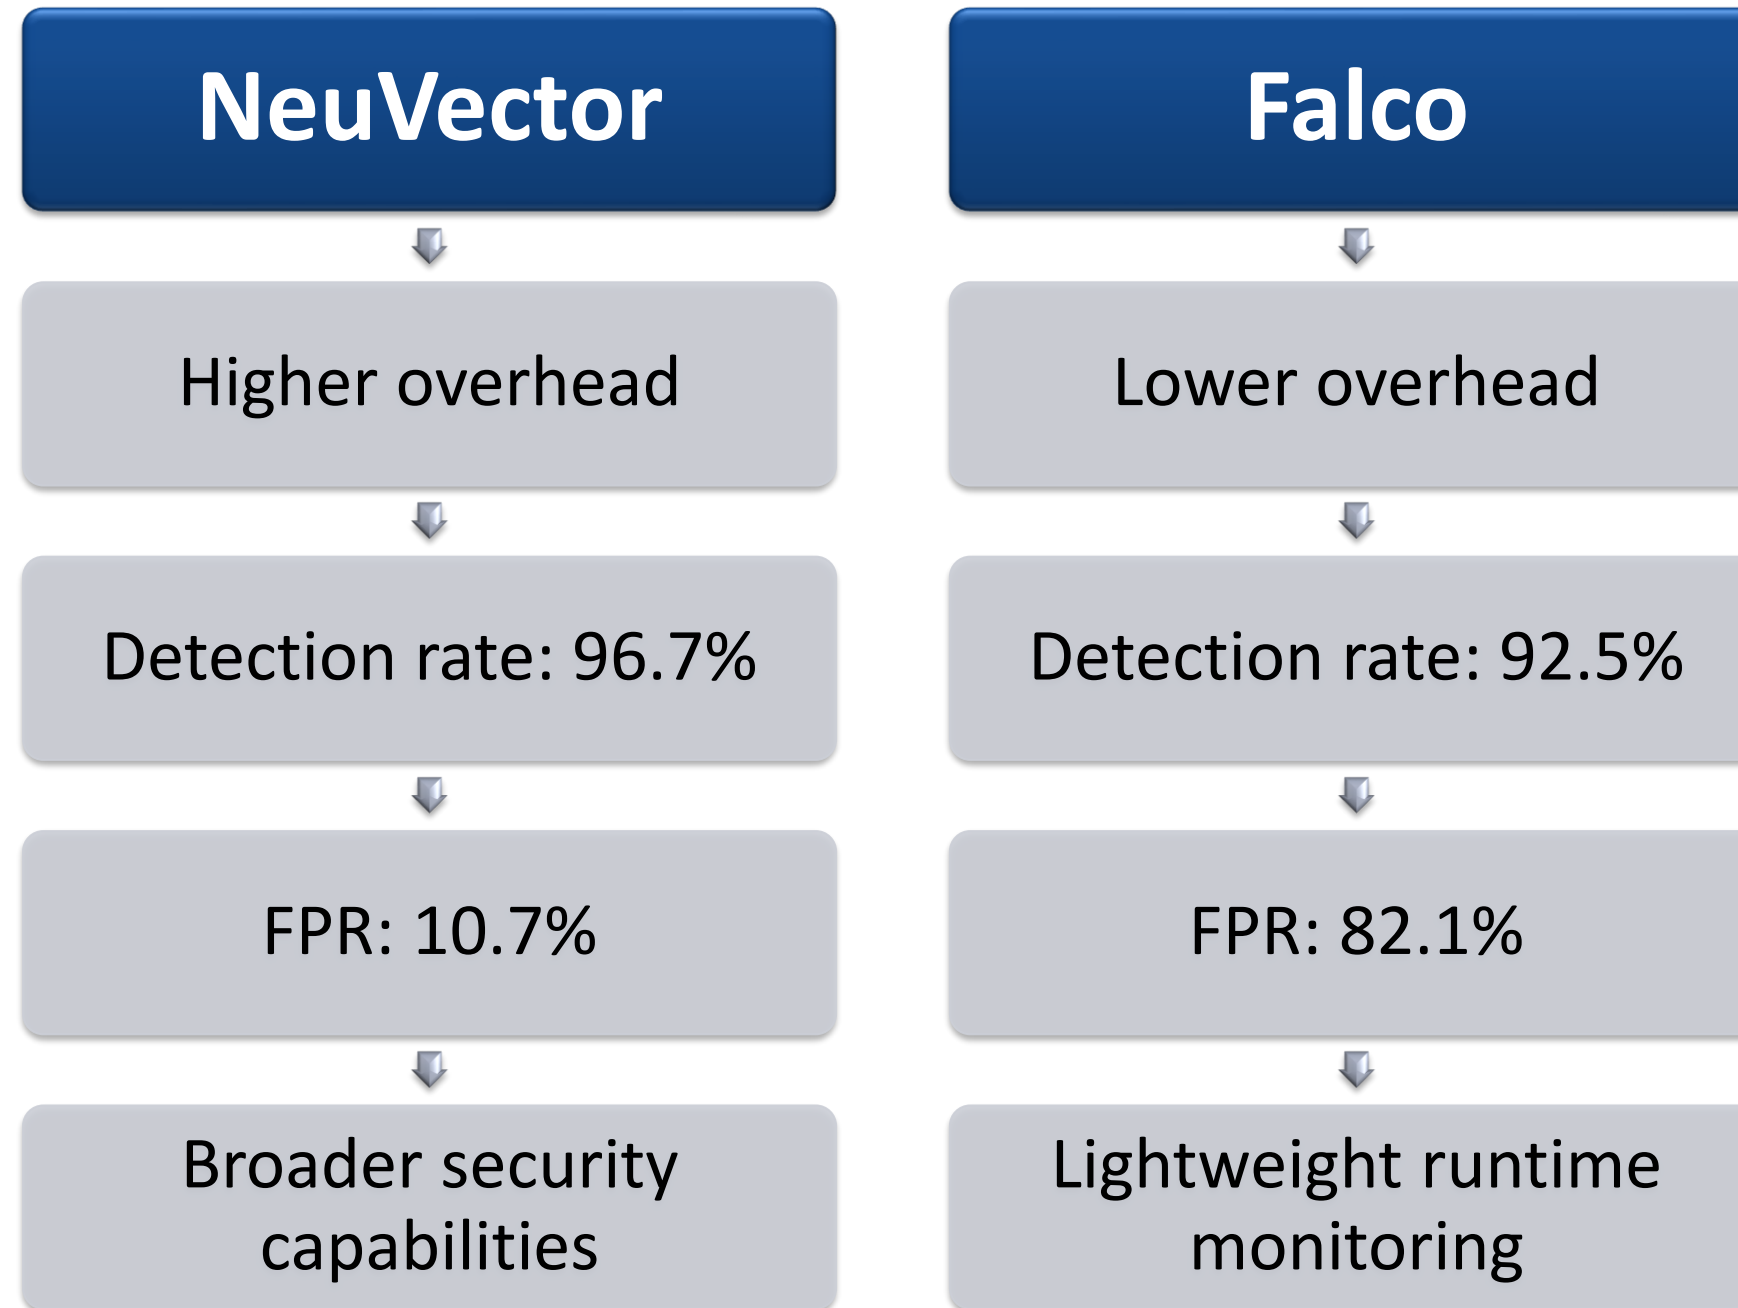 NeuVector
Higher overhead
Detection rate: 96.7%
FPR: 10.7%
Broader security
capabilities
Falco
Lower overhead
Detection rate: 92.5%
FPR: 82.1%
Lightweight runtime
monitoring